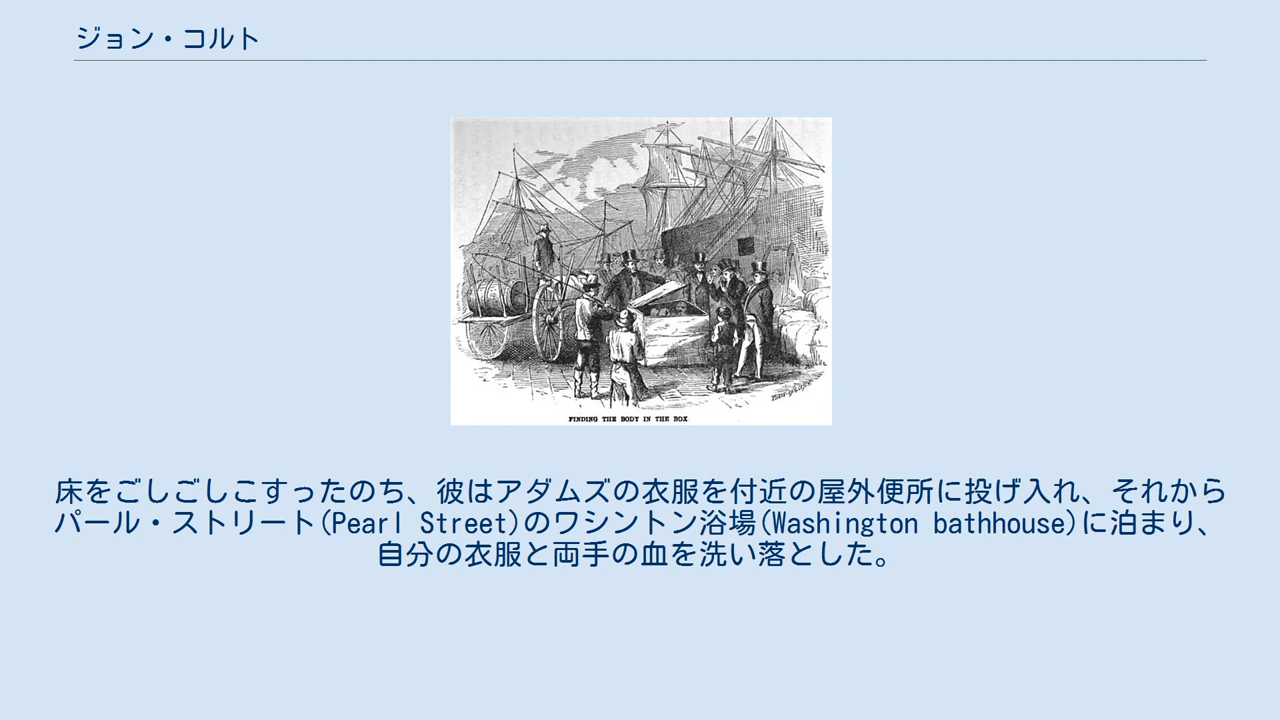 ジョン・コルト
FINDING THE BODY IN THE BOX
床をごしごしこすったのち、彼はアダムズの衣服を付近の屋外便所に投げ入れ、それから
パール・ストリート(Pearl Street)のワシントン浴場(Washington bathhouse)に泊まり、
自分の衣服と両手の血を洗い落とした。